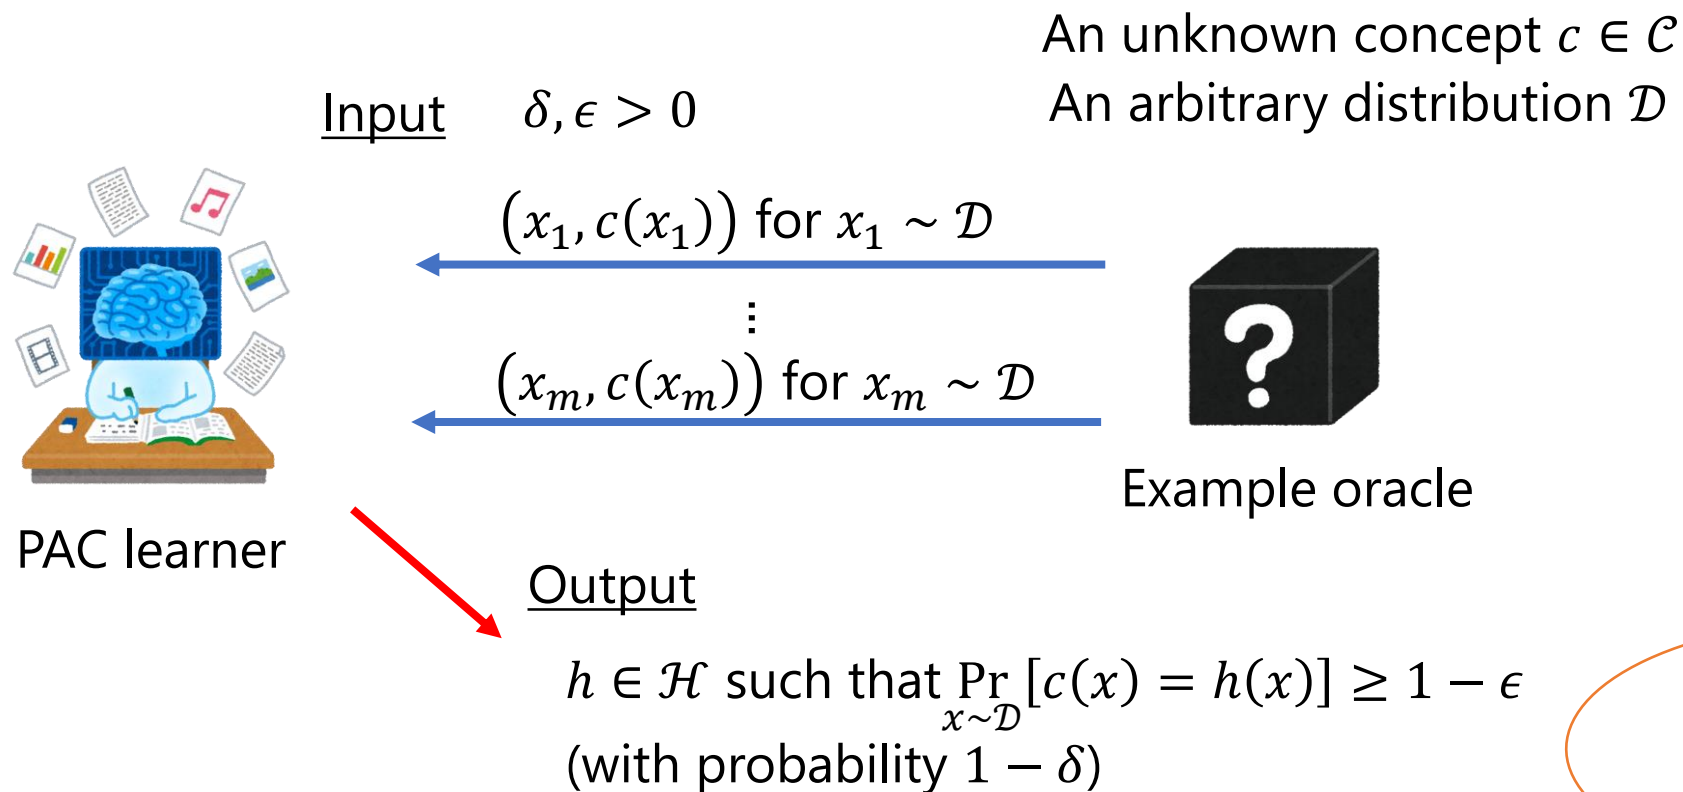 An unknown concept 𝑐 ∈ 𝒞
An arbitrary distribution 𝒟
Input 𝛿, 𝜖 > 0
(𝑥₁, 𝑐(𝑥₁)) for 𝑥₁ ~ 𝒟
⋮
(𝑥ₘ, 𝑐(𝑥ₘ)) for 𝑥ₘ ~ 𝒟
?
Example oracle
PAC learner
Output
ℎ ∈ ℋ such that Pr [𝑐(𝑥) = ℎ(𝑥)] ≥ 1 − 𝜖
𝑥~𝒟
(with probability 1 − 𝛿)